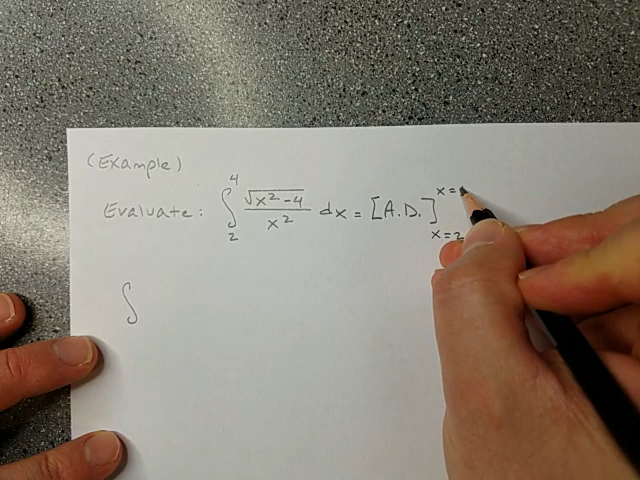 (Example)
Evaluate: ∫₂⁴ √(x²-4)/x² dx = [A.D.] x=2 x=
∫